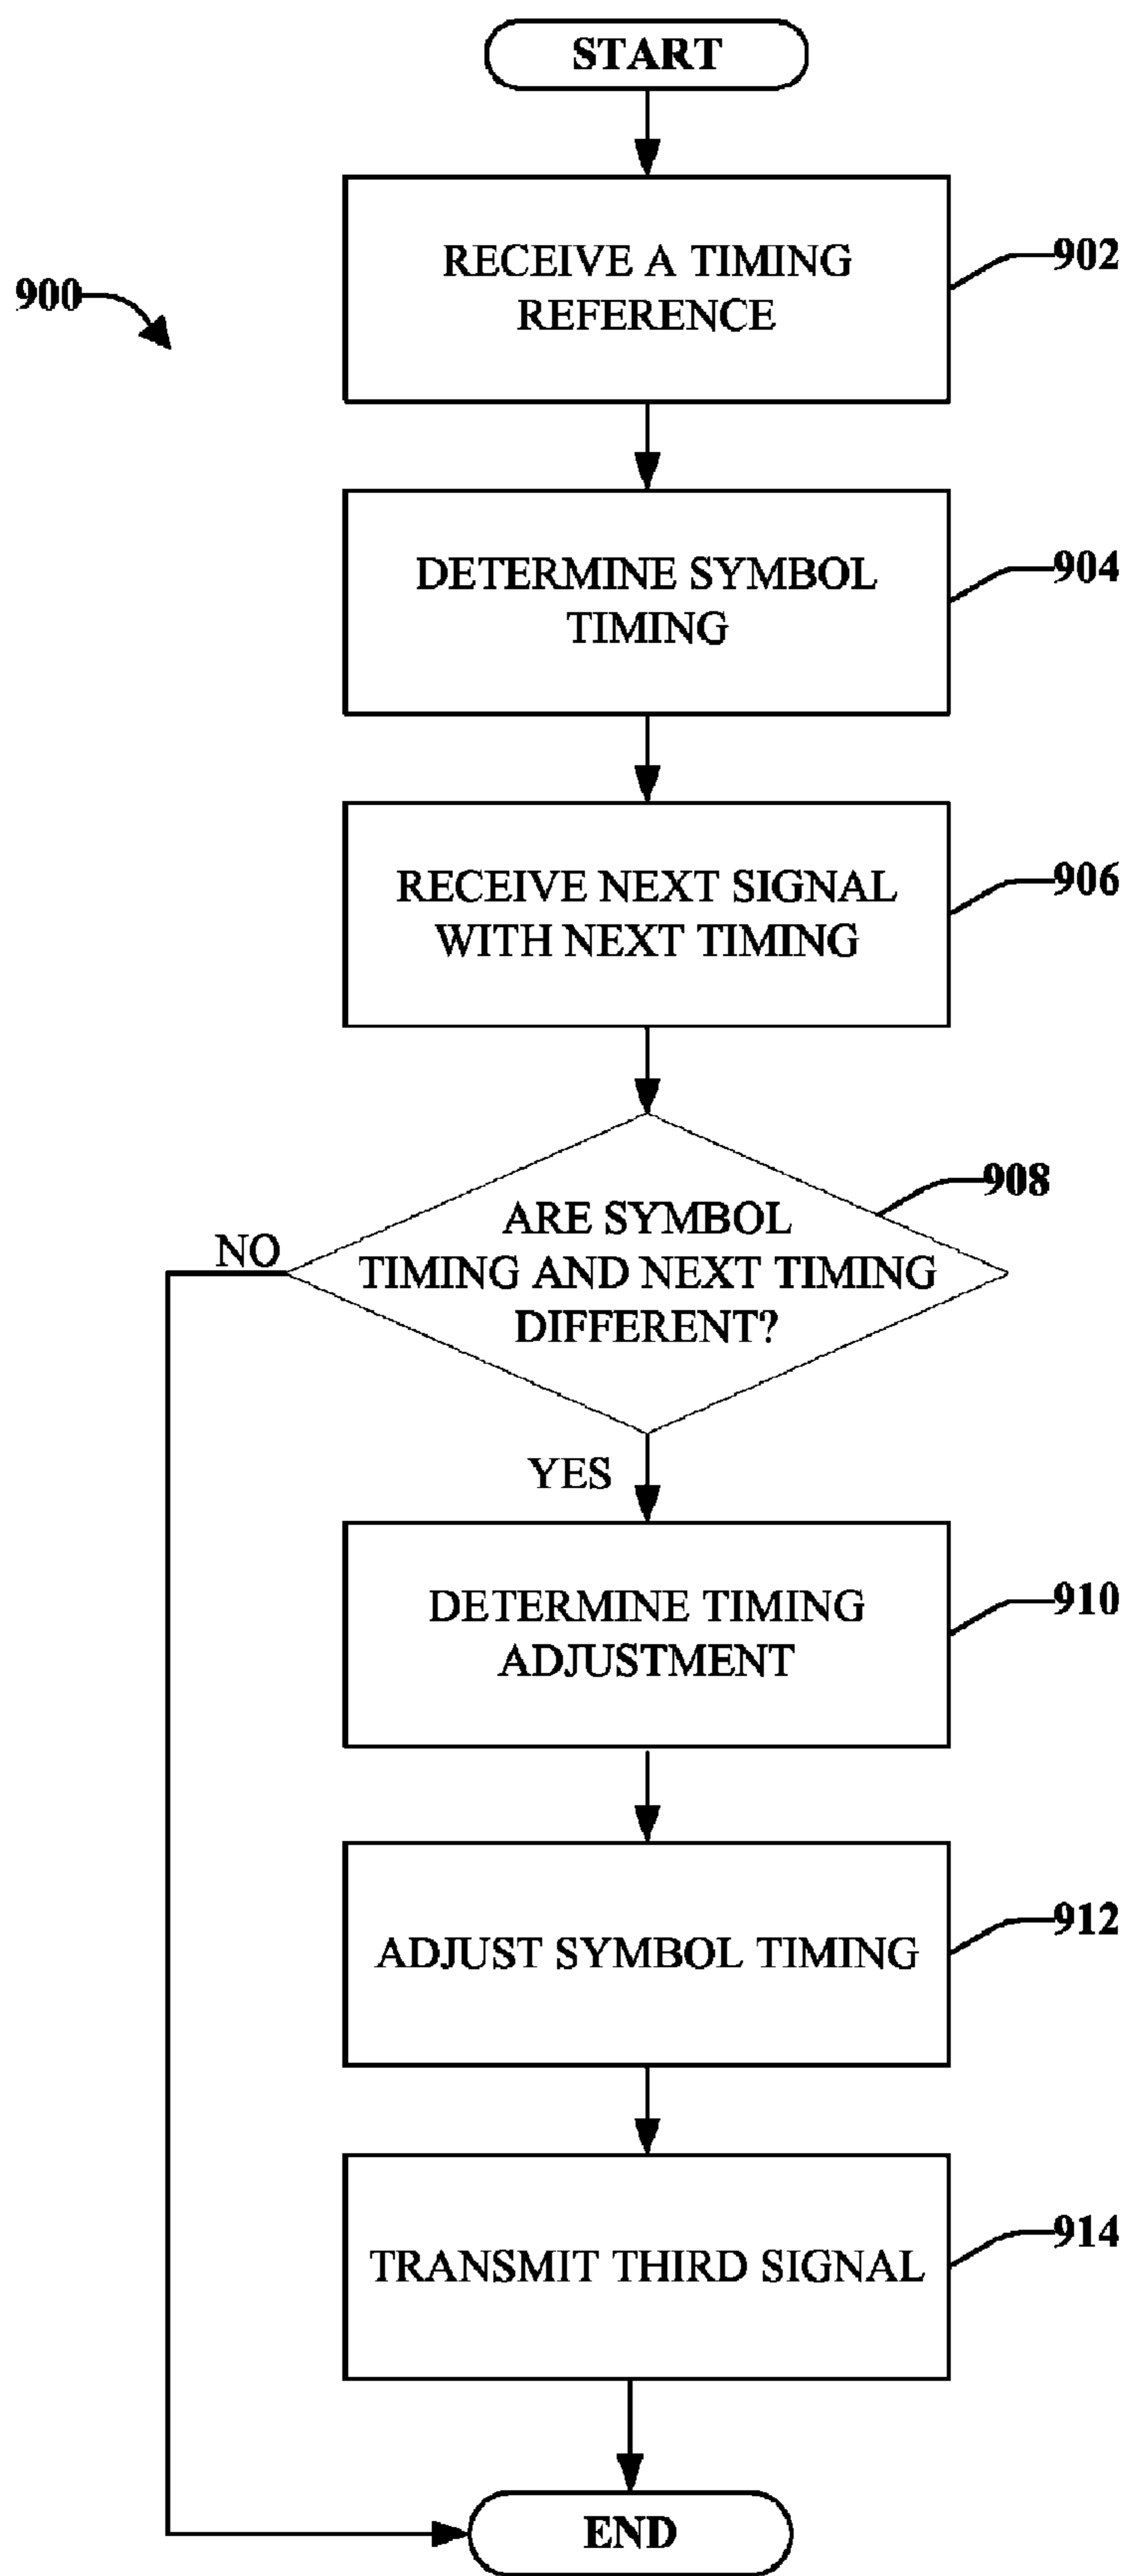 START
RECEIVE A TIMING
REFERENCE
902
900
DETERMINE SYMBOL
TIMING
904
RECEIVE NEXT SIGNAL
WITH NEXT TIMING
906
ARE SYMBOL
TIMING AND NEXT TIMING
DIFFERENT?
908
NO
YES
DETERMINE TIMING
ADJUSTMENT
910
ADJUST SYMBOL TIMING
912
TRANSMIT THIRD SIGNAL
914
END